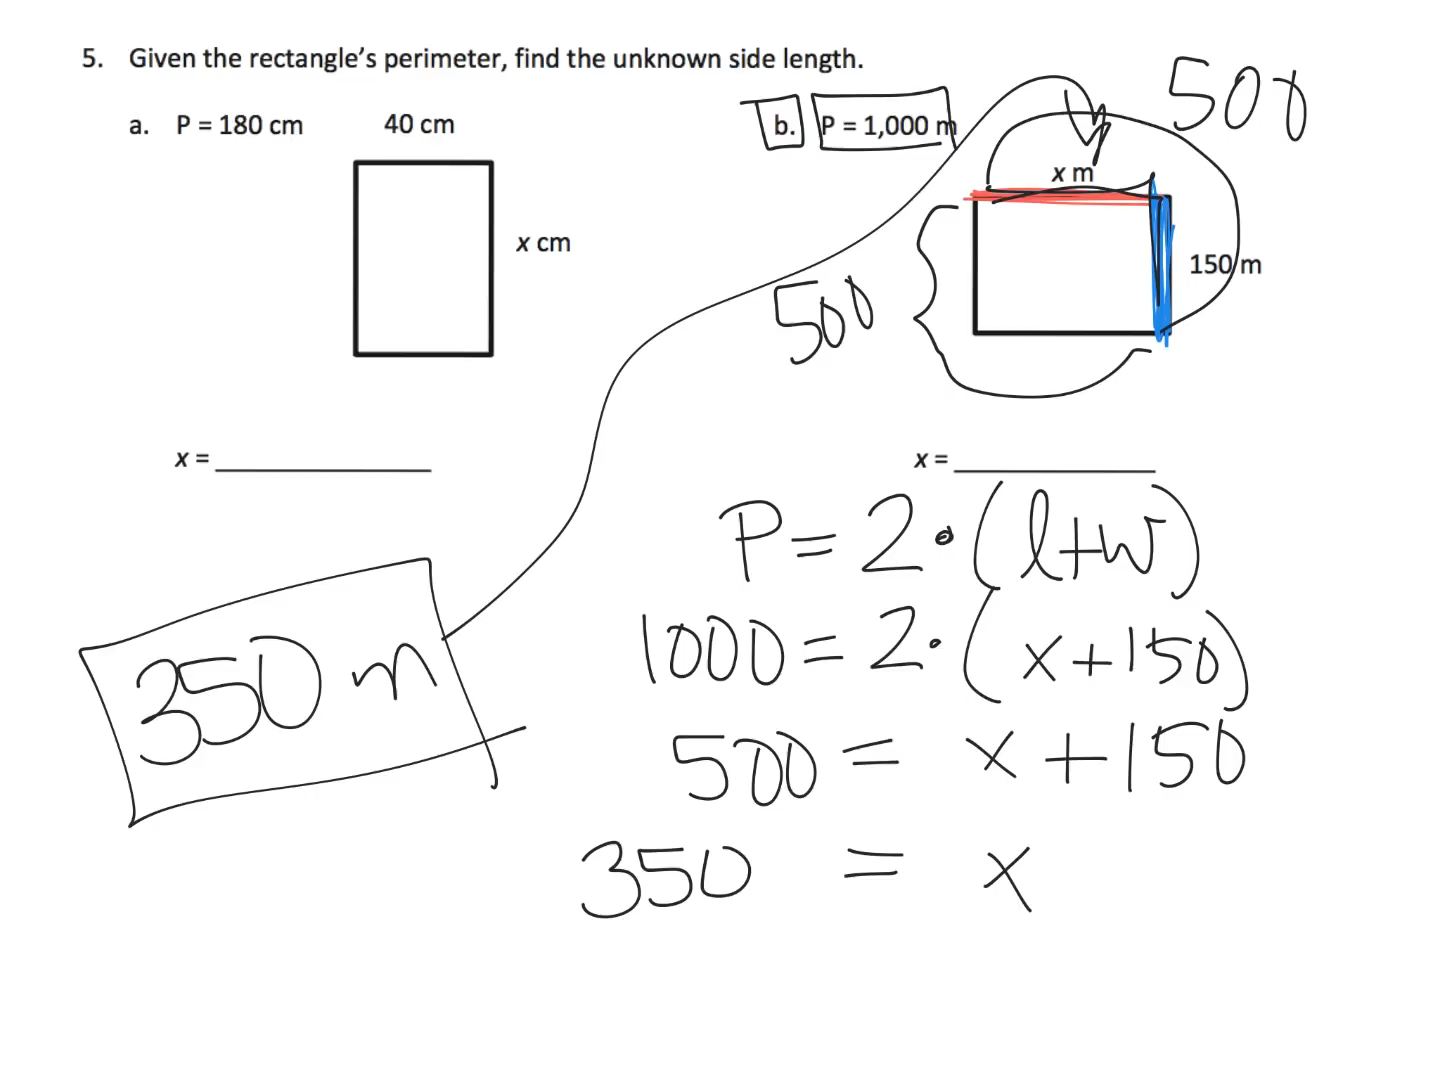 5. Given the rectangle's perimeter, find the unknown side length.
a. P = 180 cm
40 cm
x cm
x =
b. P = 1,000 m
500
x m
150 m
500
x =
P = 2 · (l+w)
1000 = 2 · (x+150)
500 = x + 150
350 = x
350 m